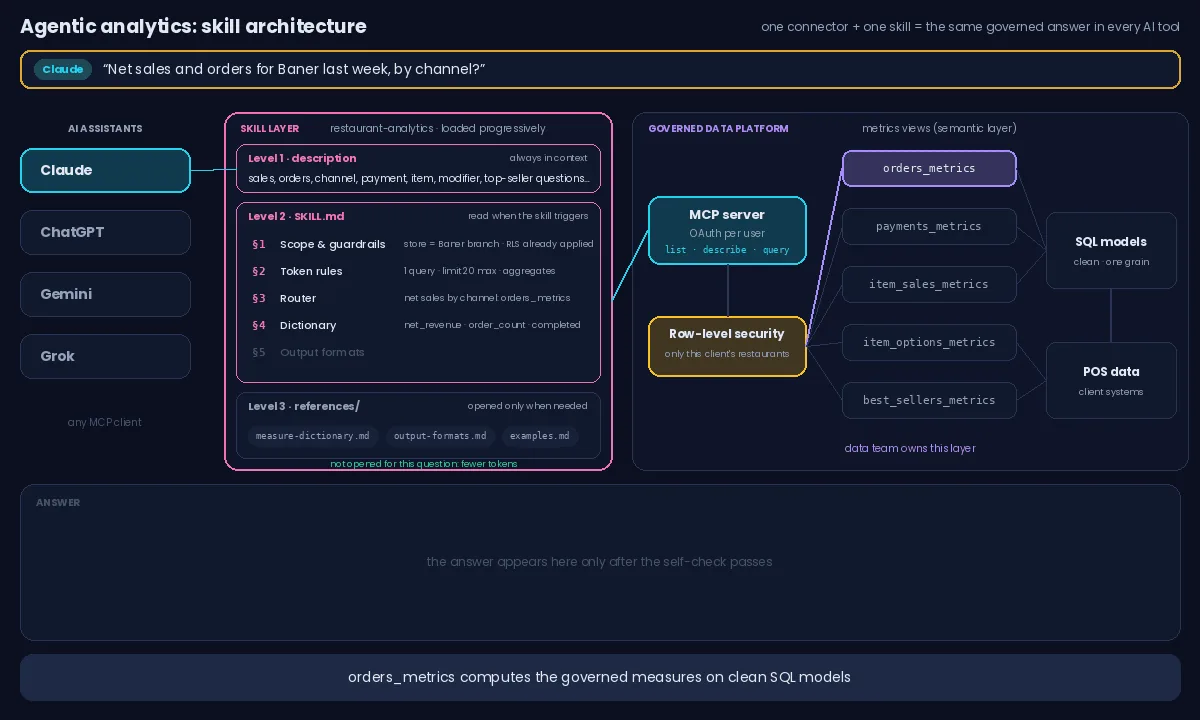 Agentic analytics: skill architecture
one connector + one skill = the same governed answer in every AI tool
Claude
“Net sales and orders for Baner last week, by channel?”
AI ASSISTANTS
Claude
ChatGPT
Gemini
Grok
any MCP client
SKILL LAYER
restaurant-analytics · loaded progressively
Level 1 · description
always in context
sales, orders, channel, payment, item, modifier, top-seller questions…
Level 2 · SKILL.md
read when the skill triggers
§1 Scope & guardrails store = Baner branch · RLS already applied
§2 Token rules 1 query · limit 20 max · aggregates
§3 Router net sales by channel: orders_metrics
§4 Dictionary net_revenue · order_count · completed
§5 Output formats
Level 3 · references/
opened only when needed
measure-dictionary.md
output-formats.md
examples.md
not opened for this question: fewer tokens
GOVERNED DATA PLATFORM
metrics views (semantic layer)
MCP server
OAuth per user
list · describe · query
Row-level security
only this client's restaurants
orders_metrics
payments_metrics
item_sales_metrics
item_options_metrics
best_sellers_metrics
data team owns this layer
SQL models
clean · one grain
POS data
client systems
ANSWER
the answer appears here only after the self-check passes
orders_metrics computes the governed measures on clean SQL models